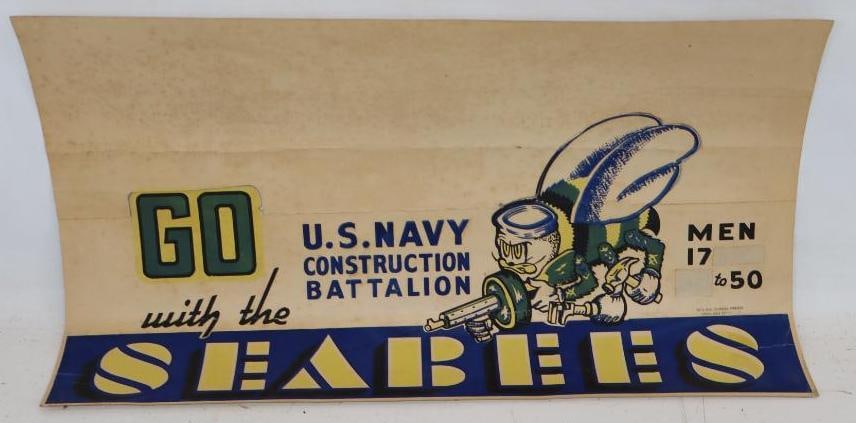 GO
with the
U.S. NAVY
CONSTRUCTION
BATTALION
MEN
17
to 50
SEABEES